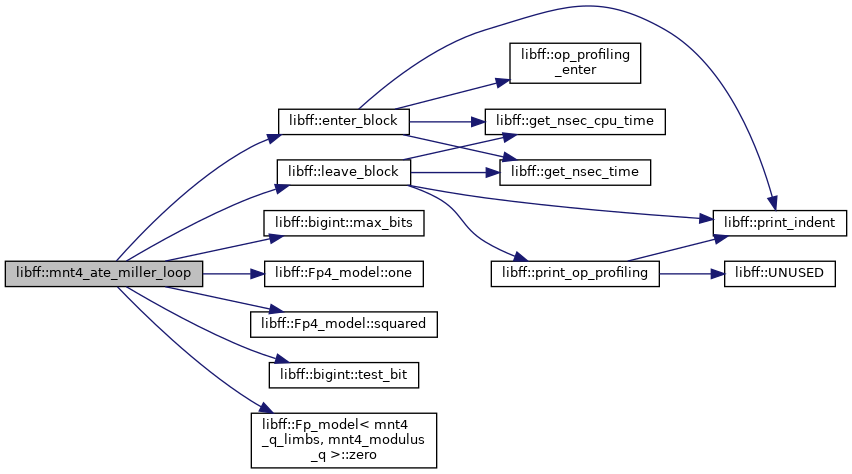 libff::op_profiling
_enter
libff::enter_block
libff::get_nsec_cpu_time
libff::leave_block
libff::get_nsec_time
libff::bigint::max_bits
libff::print_indent
libff::mnt4_ate_miller_loop
libff::Fp4_model::one
libff::print_op_profiling
libff::UNUSED
libff::Fp4_model::squared
libff::bigint::test_bit
libff::Fp_model< mnt4
_q_limbs, mnt4_modulus
_q >::zero